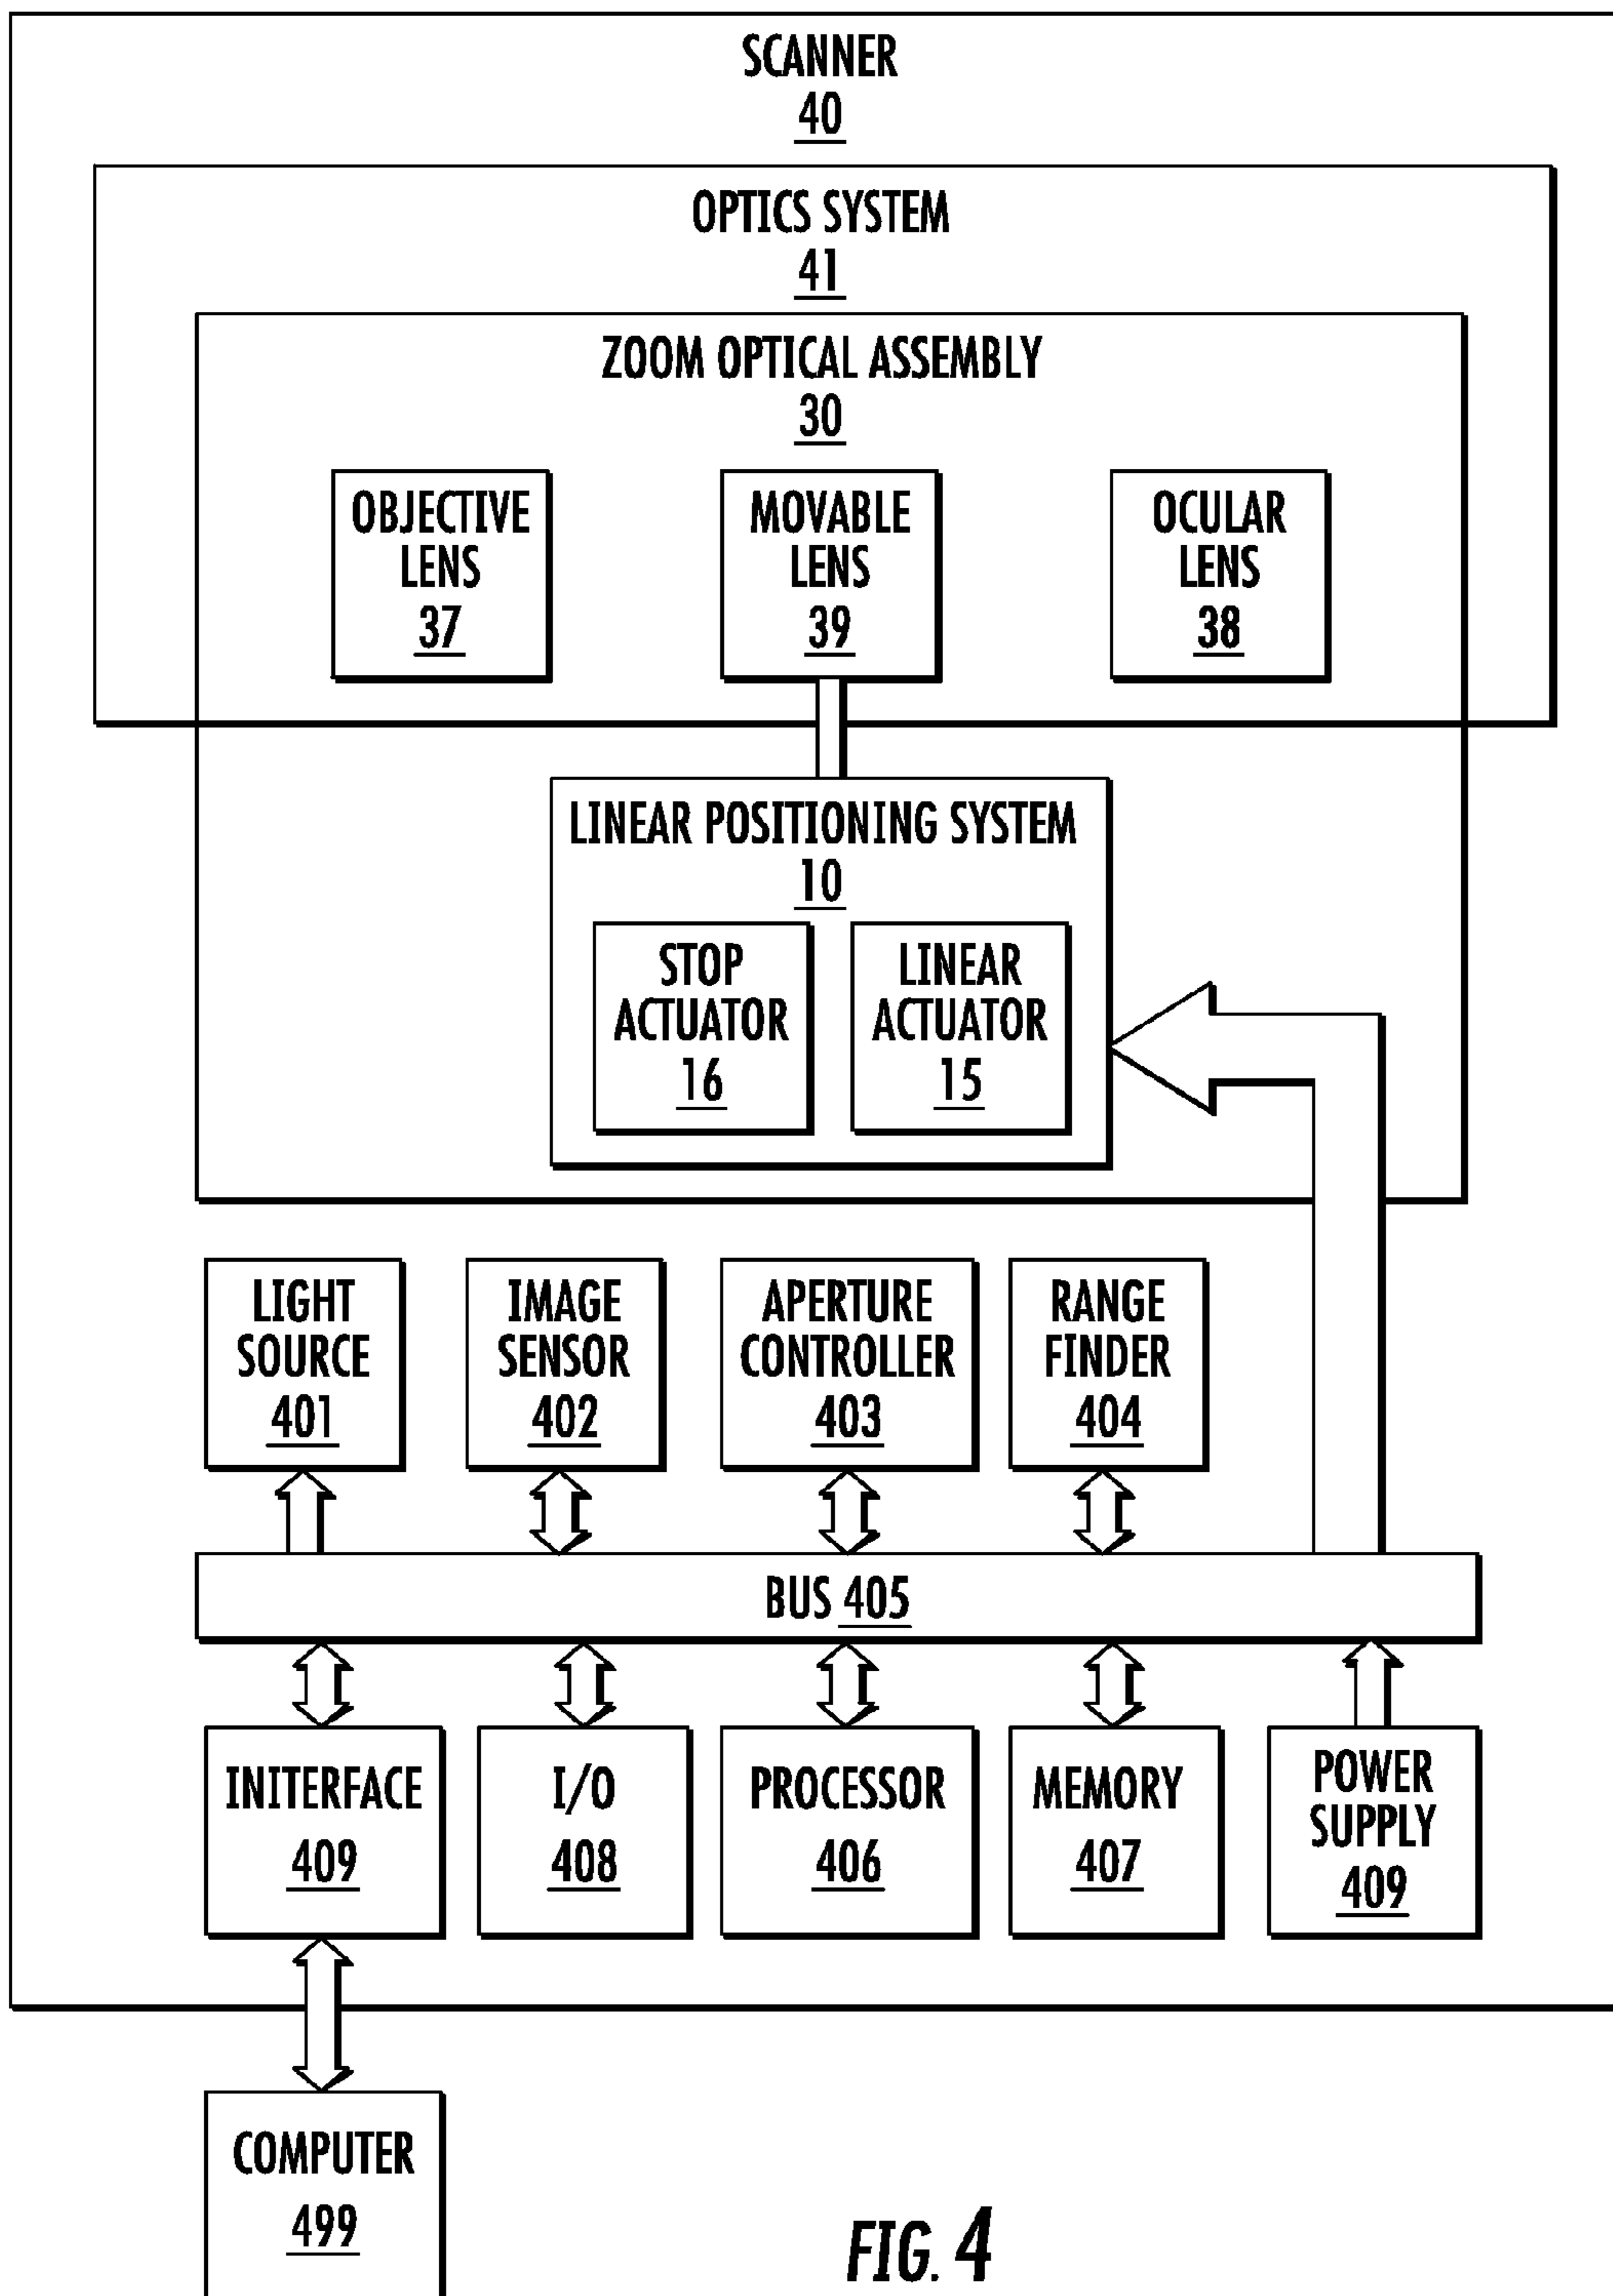 SCANNER
40
OPTICS SYSTEM
41
ZOOM OPTICAL ASSEMBLY
30
OBJECTIVE
LENS
37
MOVABLE
LENS
39
OCULAR
LENS
38
LINEAR POSITIONING SYSTEM
10
STOP
ACTUATOR
16
LINEAR
ACTUATOR
15
LIGHT
SOURCE
401
IMAGE
SENSOR
402
APERTURE
CONTROLLER
403
RANGE
FINDER
404
BUS 405
INITERFACE
409
I/O
408
PROCESSOR
406
MEMORY
407
POWER
SUPPLY
409
COMPUTER
499
FIG. 4